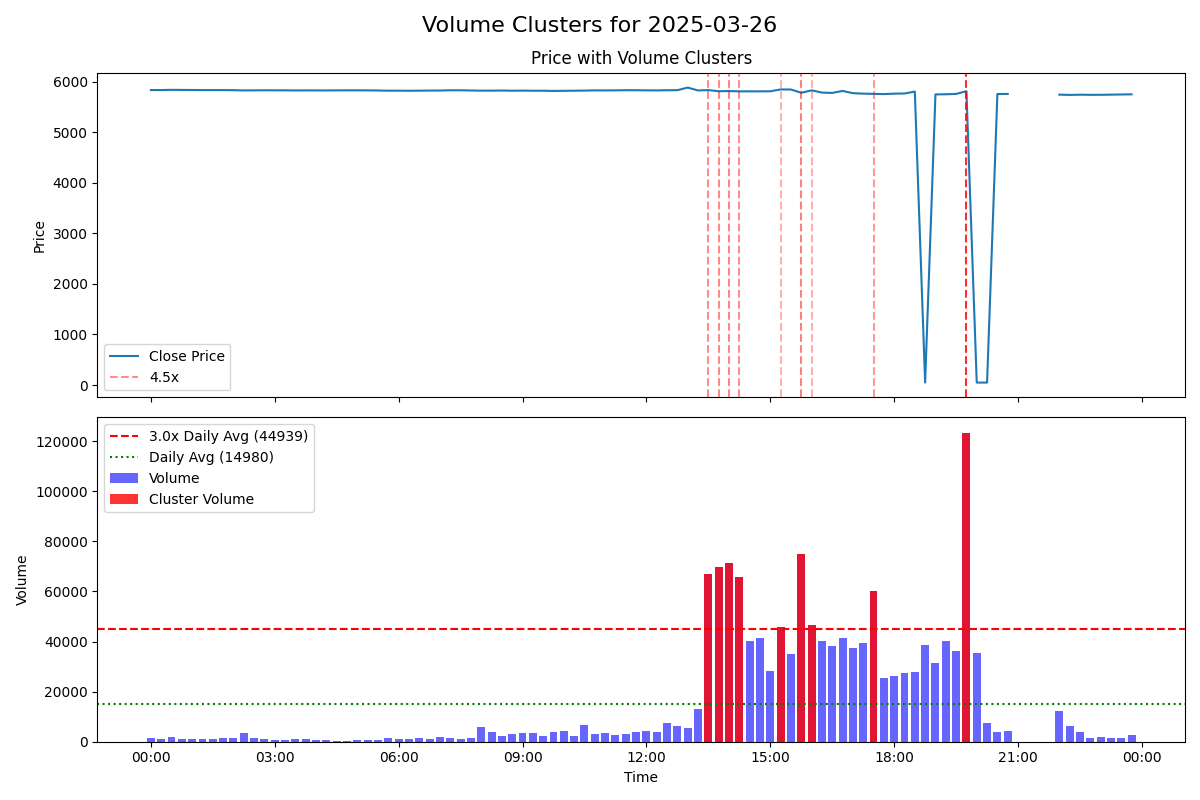 Volume Clusters for 2025-03-26
Price with Volume Clusters
6000
5000
4000
3000
2000
1000
0
Price
Close Price
4.5x
120000
100000
80000
60000
40000
20000
0
Volume
3.0x Daily Avg (44939)
Daily Avg (14980)
Volume
Cluster Volume
00:00 03:00 06:00 09:00 12:00 15:00 18:00 21:00 00:00
Time